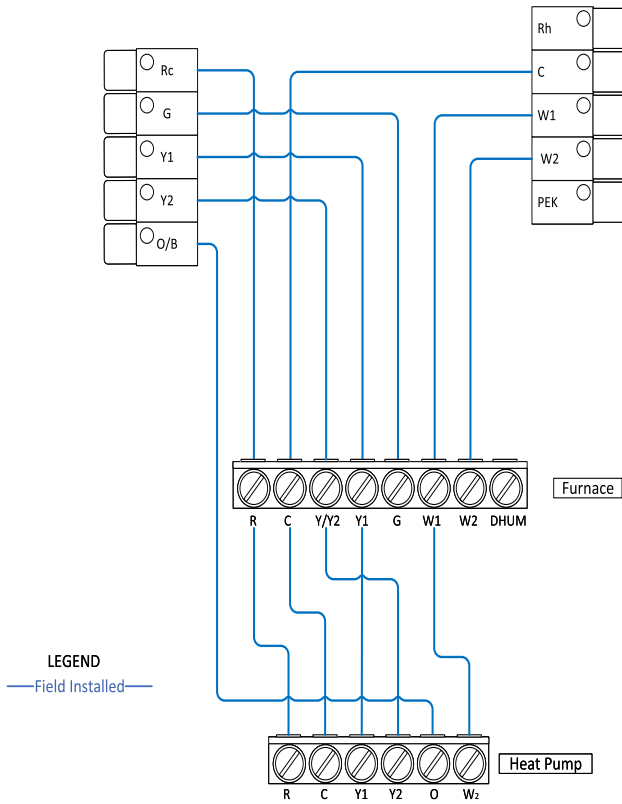 Rc
G
Y1
Y2
O/B
Rh
C
W1
W2
PEK
R C Y/Y2 Y1 G W1 W2 DHUM
Furnace
LEGEND
Field Installed
R C Y1 Y2 O W₂
Heat Pump